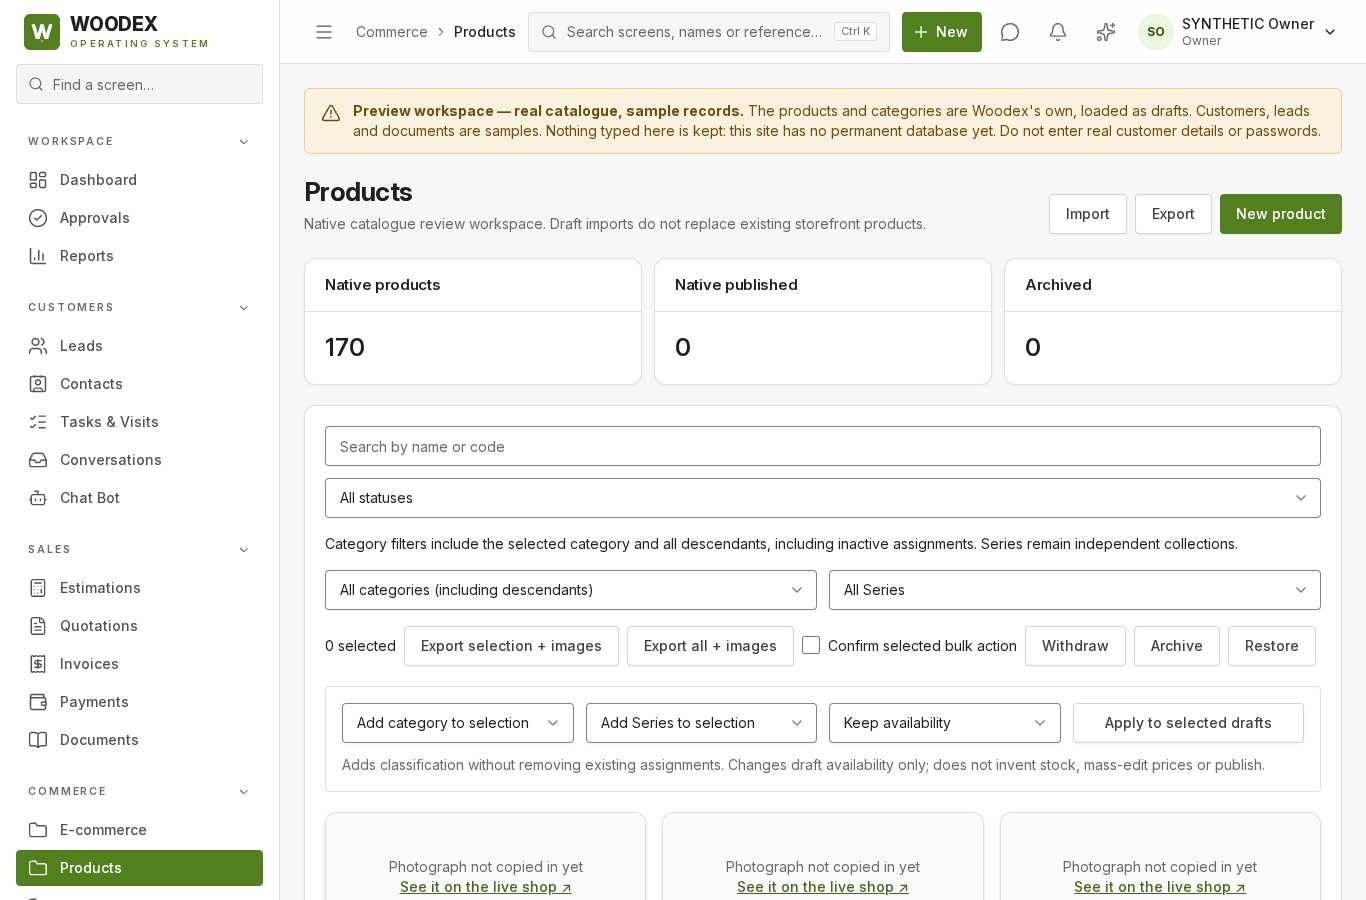 W
WOODEX
OPERATING SYSTEM
Find a screen…
WORKSPACE
Dashboard
Approvals
Reports
CUSTOMERS
Leads
Contacts
Tasks & Visits
Conversations
Chat Bot
SALES
Estimations
Quotations
Invoices
Payments
Documents
COMMERCE
E-commerce
Products
Commerce
Products
Search screens, names or reference…
Ctrl K
New
SO
SYNTHETIC Owner
Owner
Preview workspace — real catalogue, sample records. The products and categories are Woodex's own, loaded as drafts. Customers, leads
and documents are samples. Nothing typed here is kept: this site has no permanent database yet. Do not enter real customer details or passwords.
Products
Native catalogue review workspace. Draft imports do not replace existing storefront products.
Import
Export
New product
Native products
170
Native published
0
Archived
0
Search by name or code
All statuses
Category filters include the selected category and all descendants, including inactive assignments. Series remain independent collections.
All categories (including descendants)
All Series
0 selected
Export selection + images
Export all + images
Confirm selected bulk action
Withdraw
Archive
Restore
Add category to selection
Add Series to selection
Keep availability
Apply to selected drafts
Adds classification without removing existing assignments. Changes draft availability only; does not invent stock, mass-edit prices or publish.
Photograph not copied in yet
See it on the live shop ↗
Photograph not copied in yet
See it on the live shop ↗
Photograph not copied in yet
See it on the live shop ↗